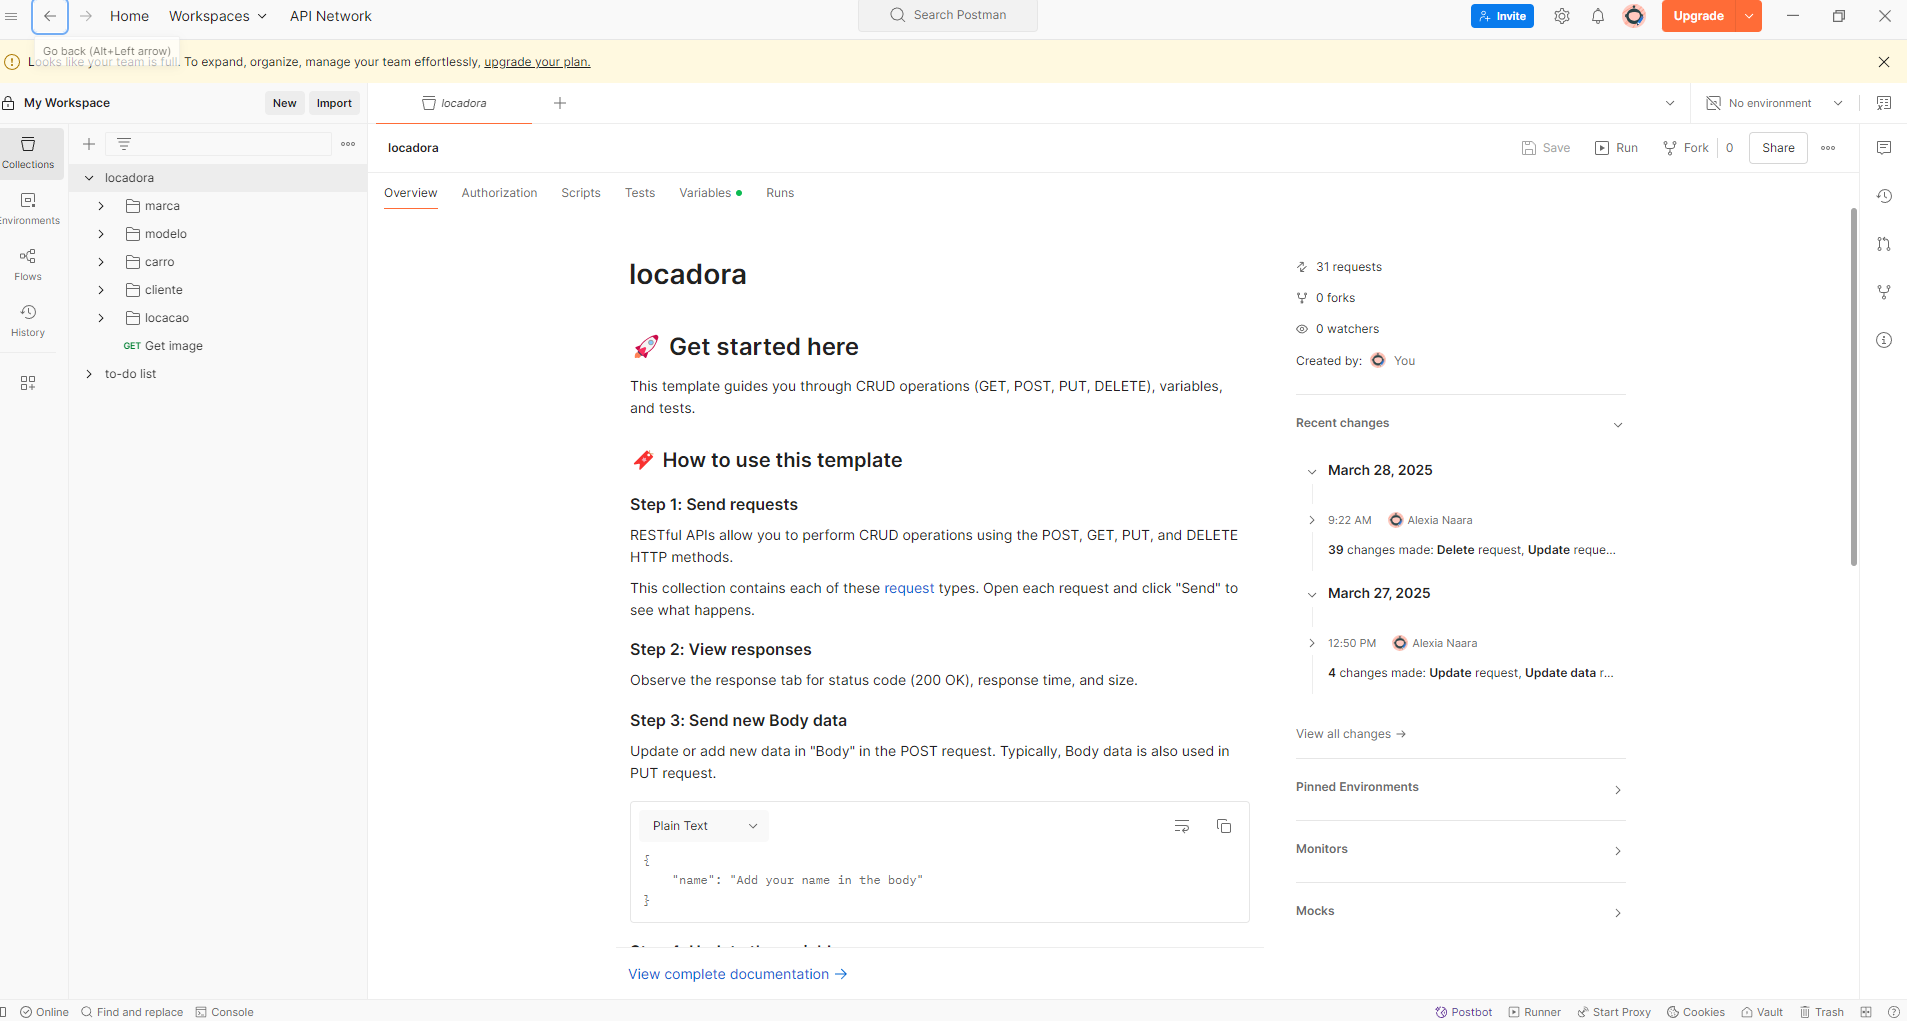 Home
Workspaces
API Network
Search Postman
Invite
Upgrade
Go back (Alt+Left arrow)
Looks like your team is full. To expand, organize, manage your team effortlessly, upgrade your plan.
My Workspace
New
Import
locadora
No environment
Collections
Environments
Flows
History
locadora
marca
modelo
carro
cliente
locacao
GET Get image
to-do list
locadora
Save
Run
Fork
0
Share
Overview
Authorization
Scripts
Tests
Variables
Runs
locadora
🚀 Get started here
This template guides you through CRUD operations (GET, POST, PUT, DELETE), variables,
and tests.
🔖 How to use this template
Step 1: Send requests
RESTful APIs allow you to perform CRUD operations using the POST, GET, PUT, and DELETE
HTTP methods.
This collection contains each of these request types. Open each request and click "Send" to
see what happens.
Step 2: View responses
Observe the response tab for status code (200 OK), response time, and size.
Step 3: Send new Body data
Update or add new data in "Body" in the POST request. Typically, Body data is also used in
PUT request.
Plain Text
{
"name": "Add your name in the body"
}
View complete documentation →
31 requests
0 forks
0 watchers
Created by: You
Recent changes
March 28, 2025
9:22 AM Alexia Naara
39 changes made: Delete request, Update reque...
March 27, 2025
12:50 PM Alexia Naara
4 changes made: Update request, Update data r...
View all changes →
Pinned Environments
Monitors
Mocks
Online
Find and replace
Console
Postbot
Runner
Start Proxy
Cookies
Vault
Trash